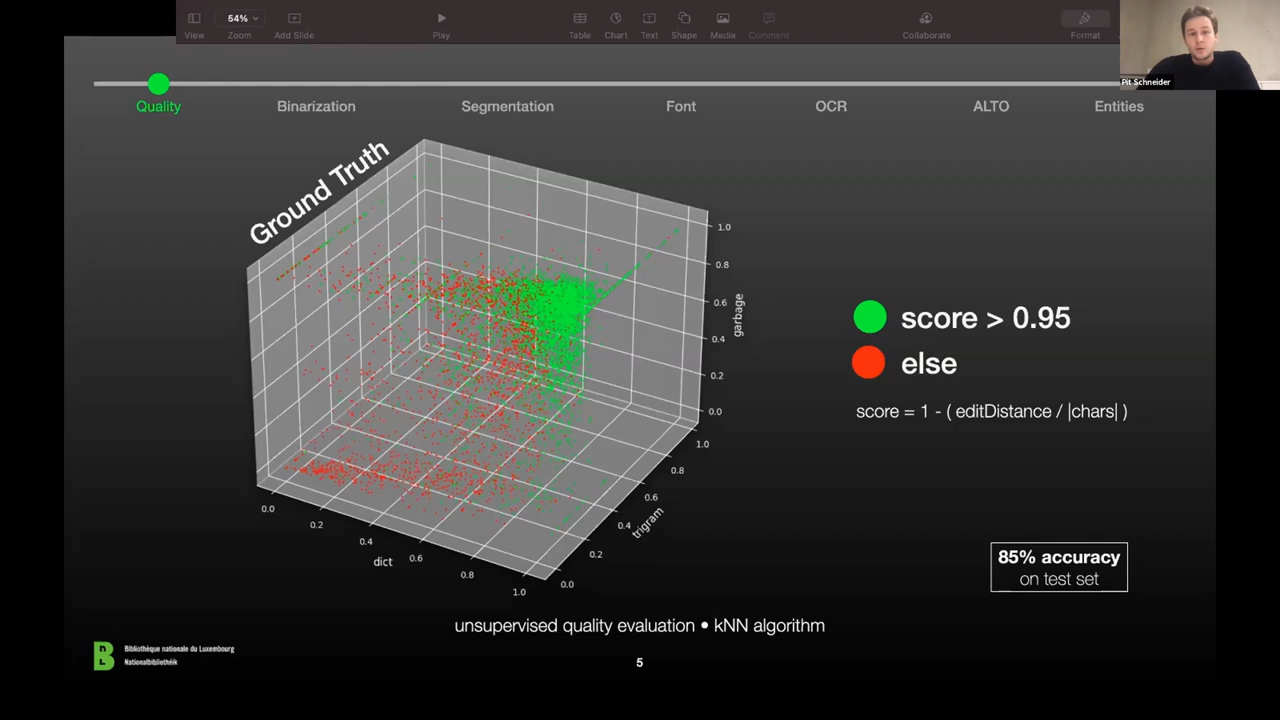 54%
View
Zoom
Add Slide
Play
Table
Chart
Text
Shape
Media
Comment
Collaborate
Format
Pit Schneider
Quality
Binarization
Segmentation
Font
OCR
ALTO
Entities
Ground Truth
1.0
0.8
0.6
0.4
0.2
0.0
garbage
1.0
0.8
0.6
0.4
0.2
0.0
trigram
0.0
0.2
0.4
0.6
0.8
1.0
dict
score > 0.95
else
score = 1 - ( editDistance / |chars| )
85% accuracy
on test set
unsupervised quality evaluation • kNN algorithm
Bibliothèque nationale du Luxembourg
Nationalbibliothéik
5